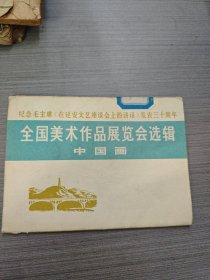 纪念毛主席《在延安文艺座谈会上的讲话》发表三十周年
全国美术作品展览会选辑
中国画